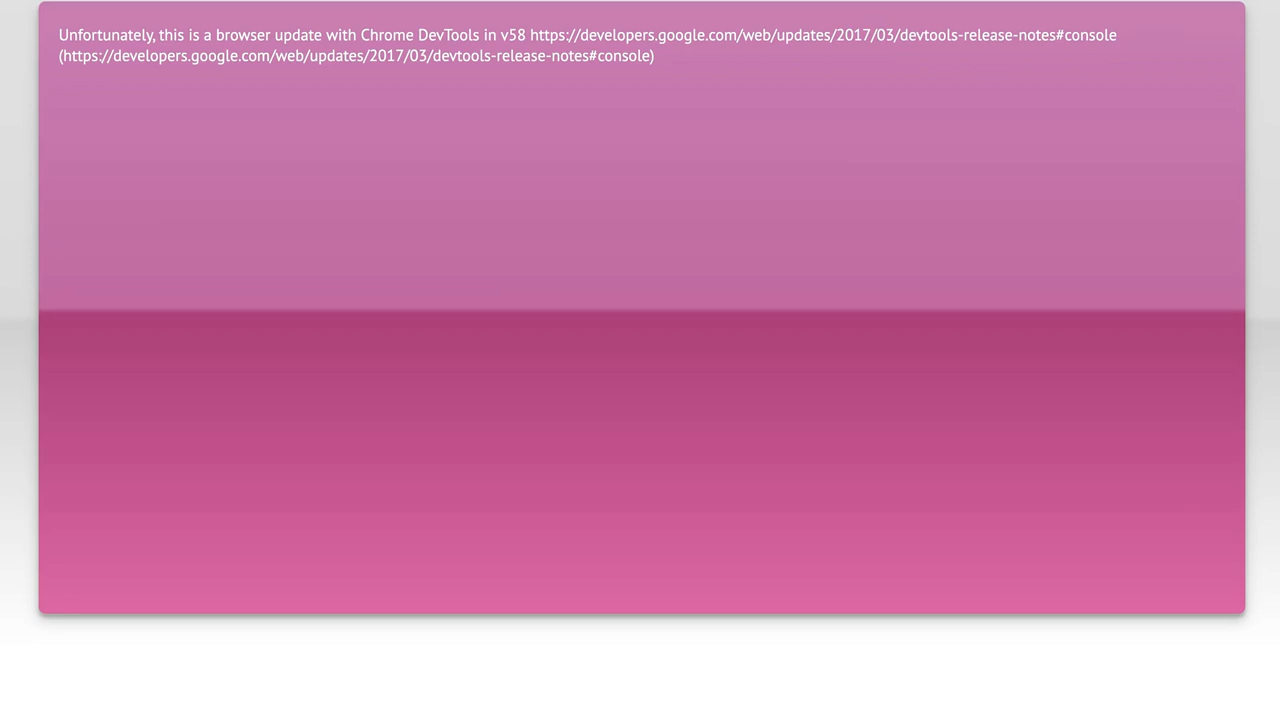 Unfortunately, this is a browser update with Chrome DevTools in v58 https://developers.google.com/web/updates/2017/03/devtools-release-notes#console
(https://developers.google.com/web/updates/2017/03/devtools-release-notes#console)